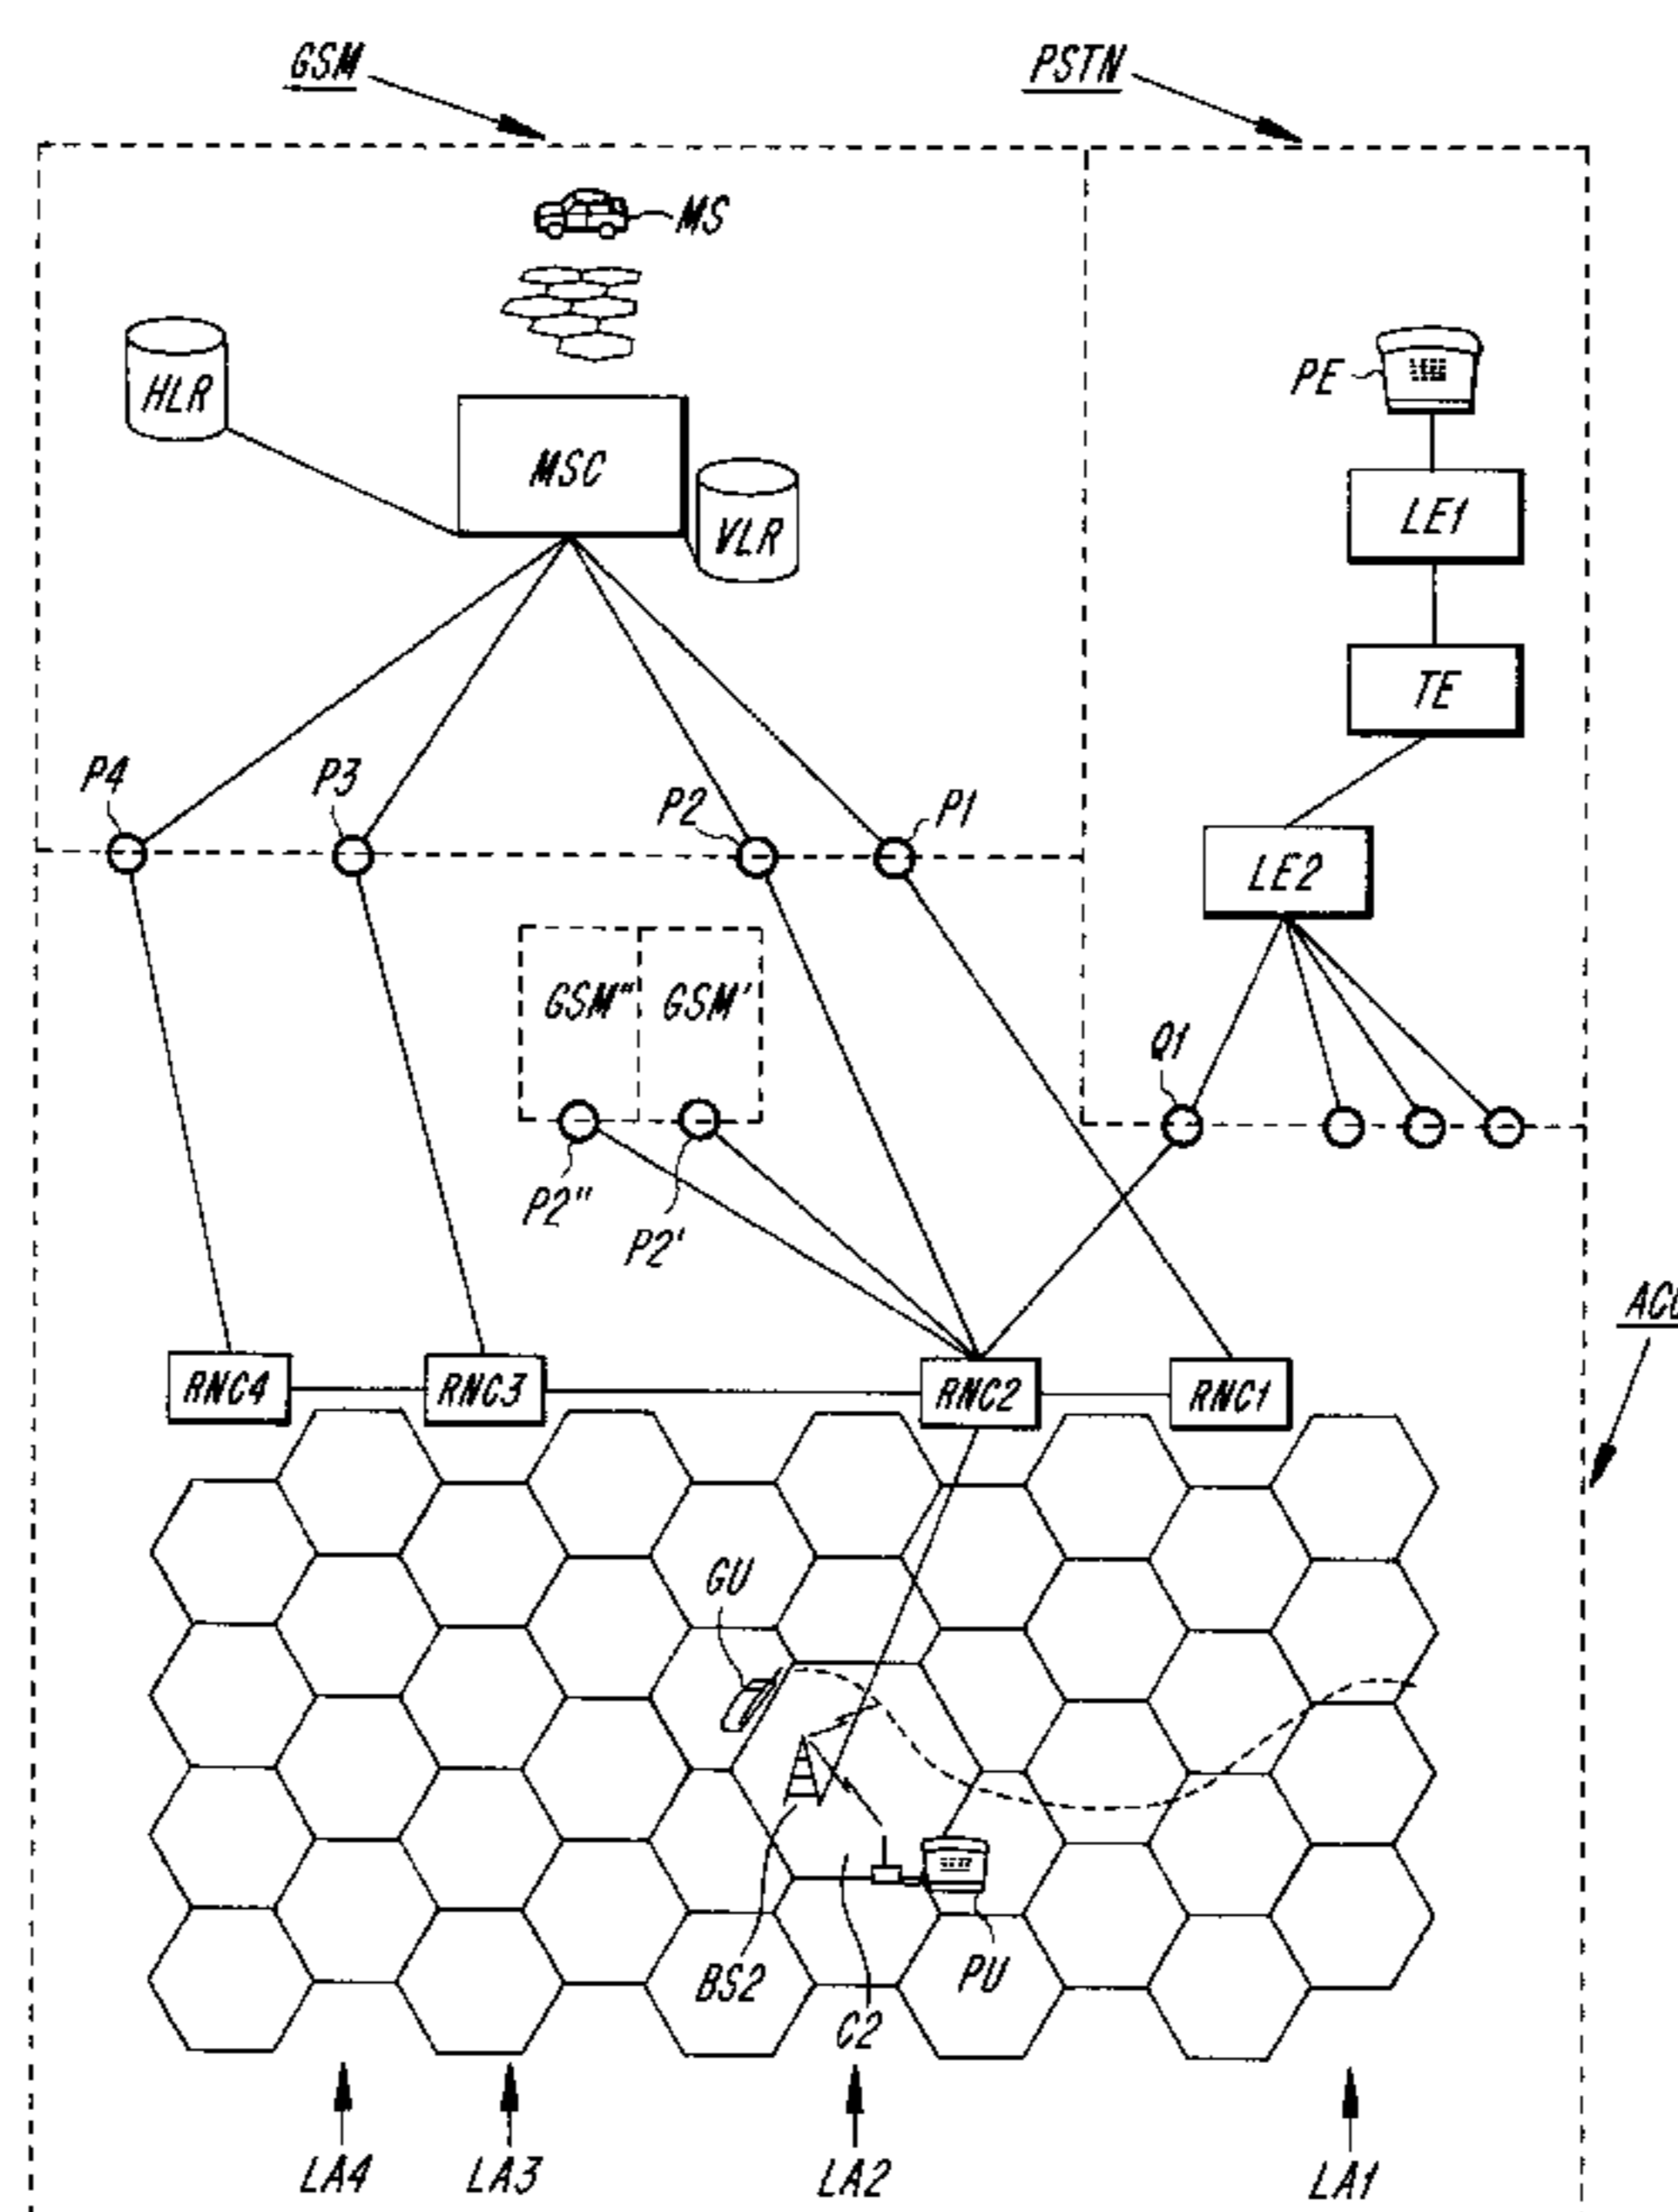 GSM PSTN
MS
HLR
PE
MSC
VLR
LE1
TE
P4 P3 P2 P1
LE2
GSM" GSM'
Q1
P2"
P2'
RNC4 RNC3 RNC2 RNC1
GU
BS2 PU
C2
LA4 LA3 LA2 LA1